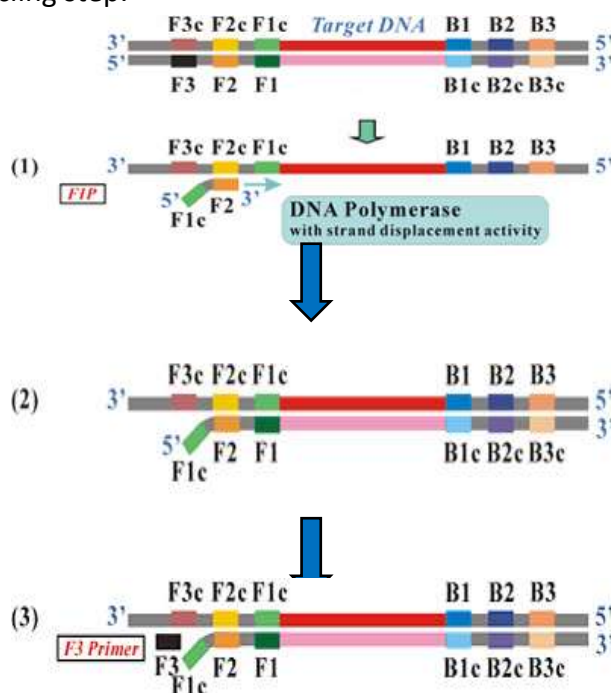 cling step.
F3c F2c F1c Target DNA B1 B2 B3
3' 5'
5' 3'
F3 F2 F1 B1c B2c B3c
F3c F2c F1c B1 B2 B3
(1) 3' 5'
FIP 5' F2 3'
F1c
DNA Polymerase
with strand displacement activity
F3c F2c F1c B1 B2 B3
(2) 3' 5'
5' 3'
F1c F2 F1 B1c B2c B3c
F3c F2c F1c B1 B2 B3
(3) 3' 5'
3'
F3 Primer F3 F2 F1 B1c B2c B3c
F1c